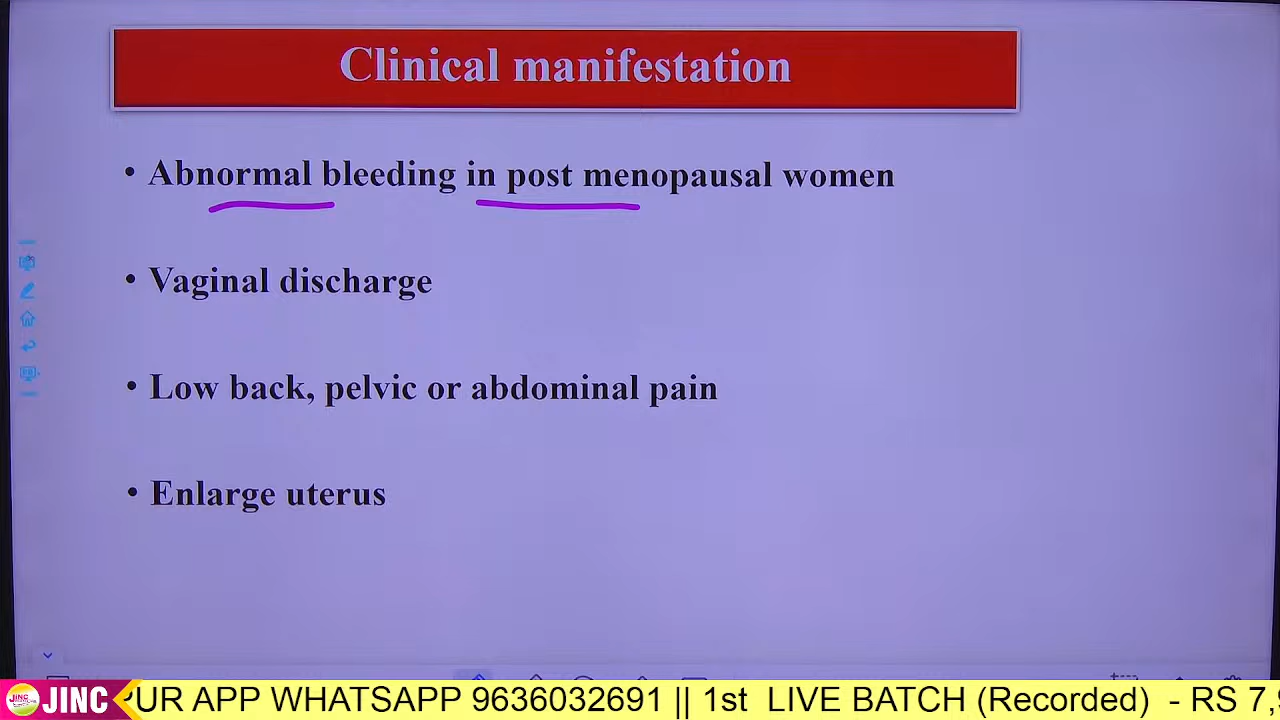 Clinical manifestation
• Abnormal bleeding in post menopausal women
• Vaginal discharge
• Low back, pelvic or abdominal pain
• Enlarge uterus
JINC PUR APP WHATSAPP 9636032691 || 1st LIVE BATCH (Recorded) - RS 7,